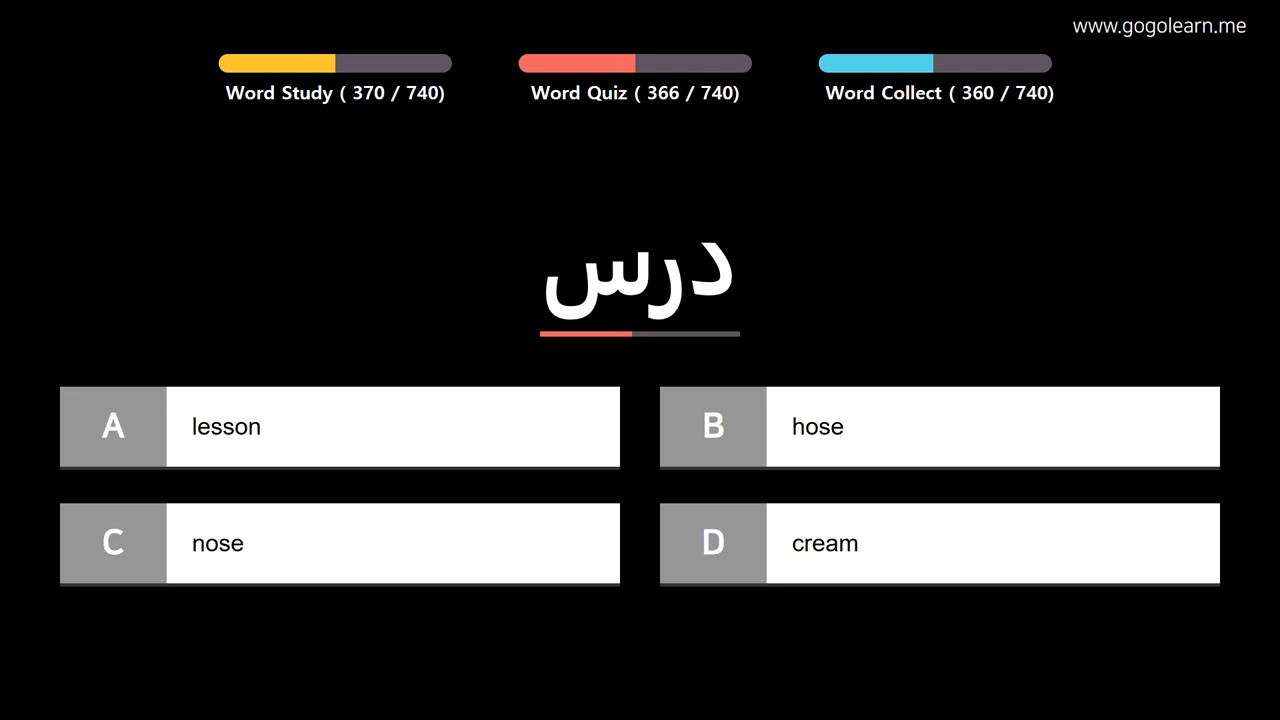 www.gogolearn.me
Word Study ( 370 / 740)
Word Quiz ( 366 / 740)
Word Collect ( 360 / 740)
درس
A lesson
B hose
C nose
D cream